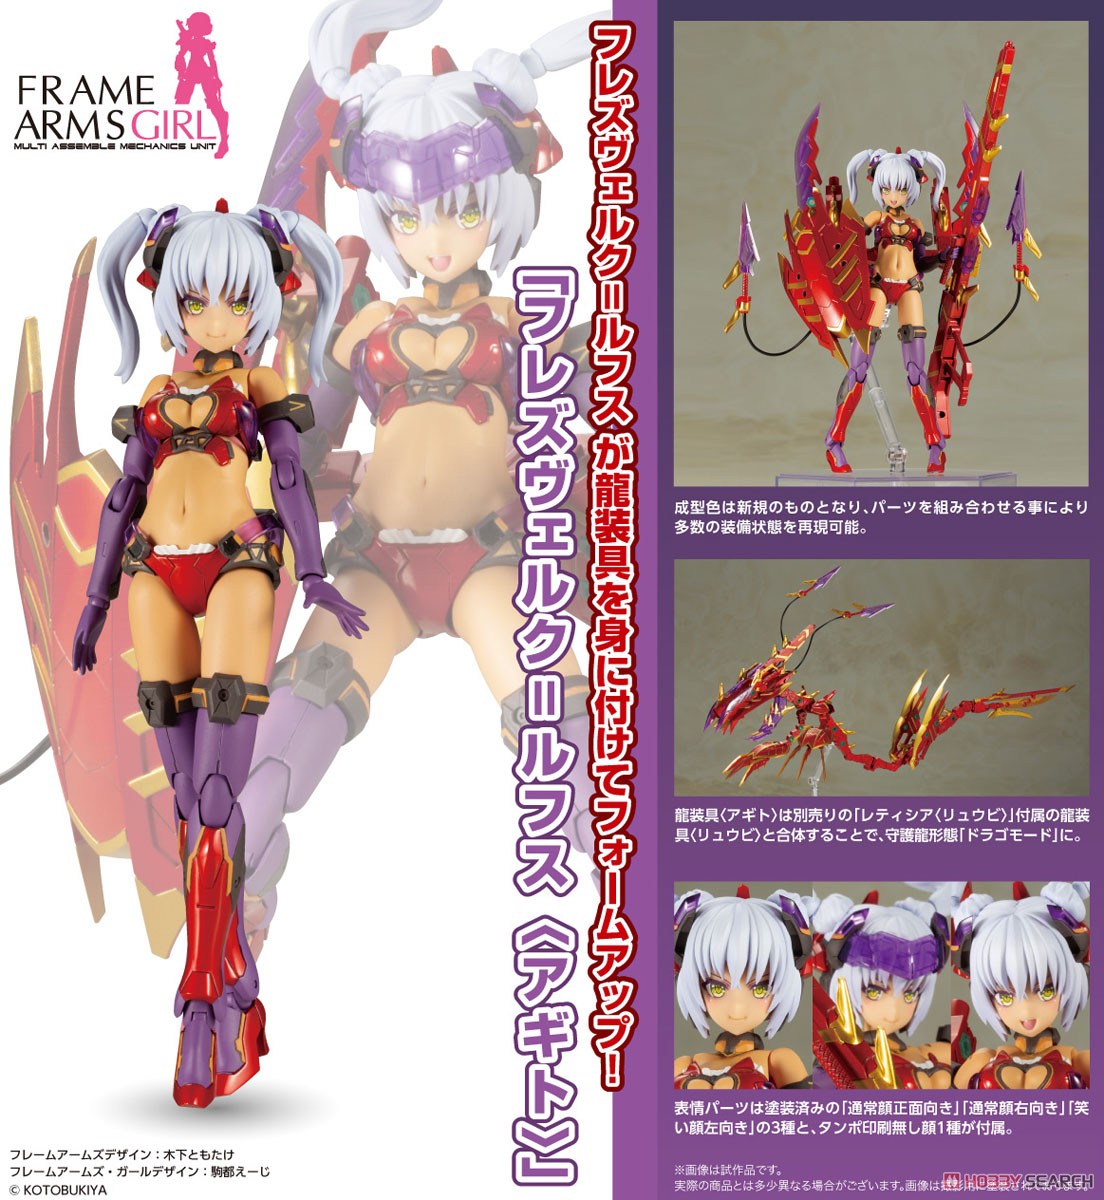 FRAME
ARMS GIRL
MULTI ASSEMBLE MECHANICS UNIT
フレズヴェルク=ルフスが龍装具を身に付けてフォームアップ!
「フレズヴェルク=ルフス〈アギト〉」
成型色は新規のものとなり、パーツを組み合わせる事により
多数の装備状態を再現可能。
龍装具〈アギト〉は別売りの「レティシア〈リュウビ〉」付属の龍装
具〈リュウビ〉と合体することで、守護龍形態「ドラゴモード」に。
表情パーツは塗装済みの「通常顔正面向き」「通常顔右向き」「笑
い顔左向き」の3種と、タンポ印刷無し顔1種が付属。
フレームアームズデザイン:木下ともたけ
フレームアームズ・ガールデザイン:駒都えーじ
© KOTOBUKIYA
※画像は試作品です。
実際の商品とは多少異なる場合がございます。画像は
HOBBY SEARCH